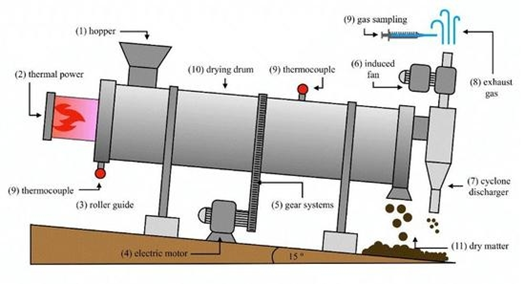 (9) gas sampling
(1) hopper
(6) induced
fan
(2) thermal power
(10) drying drum
(9) thermocouple
(8) exhaust
gas
(9) thermocouple
(7) cyclone
discharger
(3) roller guide
(5) gear systems
(4) electric motor
15 °
(11) dry matter